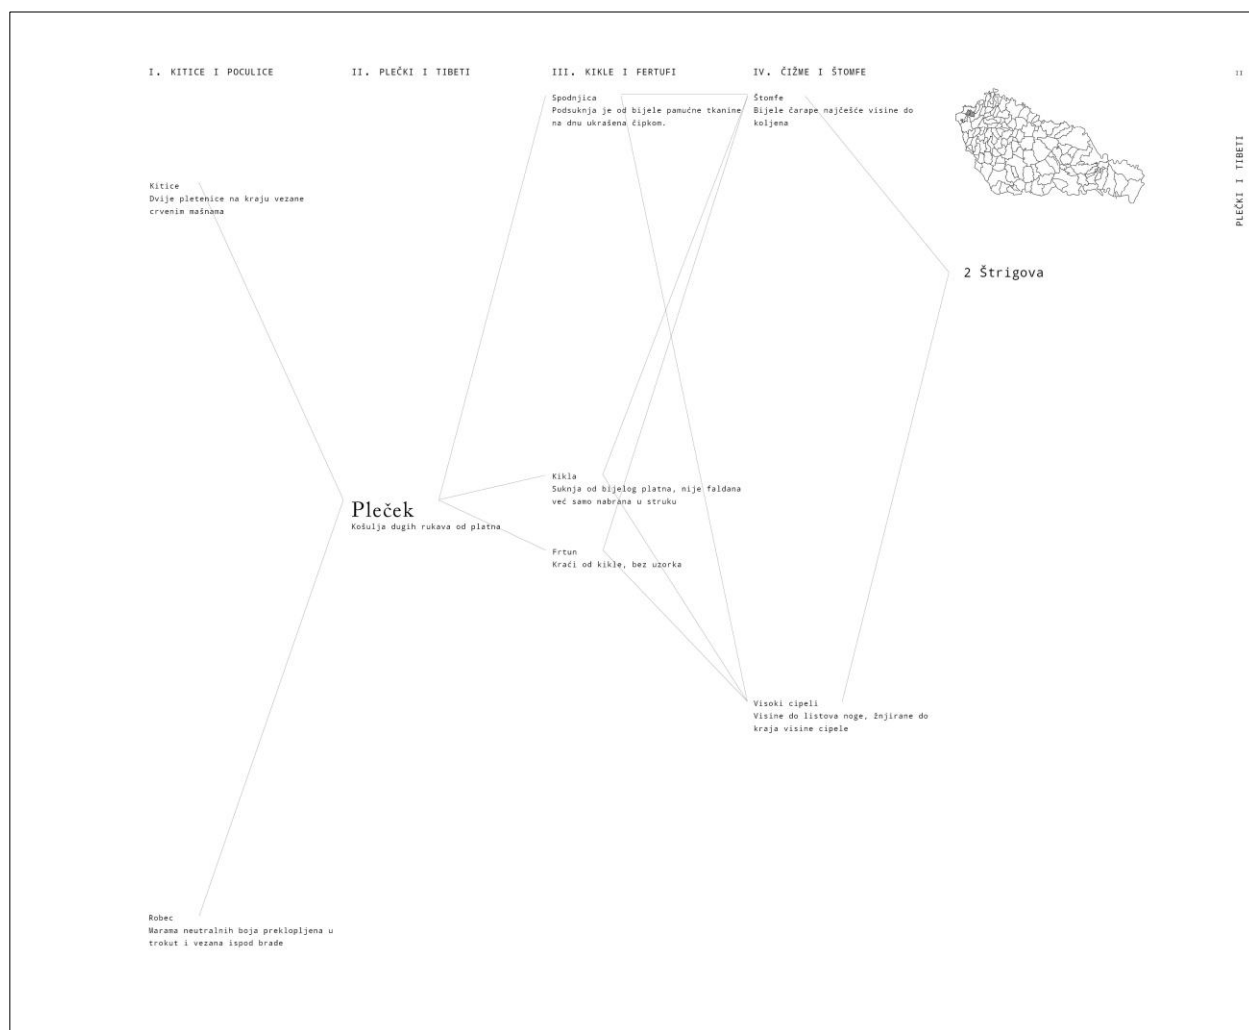 I. KITICE I POCULICE
II. PLEČKI I TIBETI
III. KIKLE I FERTUFI
IV. ČIŽME I ŠTOMFE
II
PLEČKI I TIBETI
Kitice
Dvije pletenice na kraju vezane
crvenim mašnama
Robec
Marama neutralnih boja preklopljena u
trokut i vezana ispod brade
Pleček
Košulja dugih rukava od platna
Spodnjica
Podsuknja je od bijele pamučne tkanine
na dnu ukrašena čipkom.
Kikla
Suknja od bijelog platna, nije faldana
već samo nabrana u struku
Frtun
Kraći od kikle, bez uzorka
Štomfe
Bijele čarape najčešće visine do
koljena
Visoki cipeli
Visine do listova noge, žnjirane do
kraja visine cipele
2 Štrigova